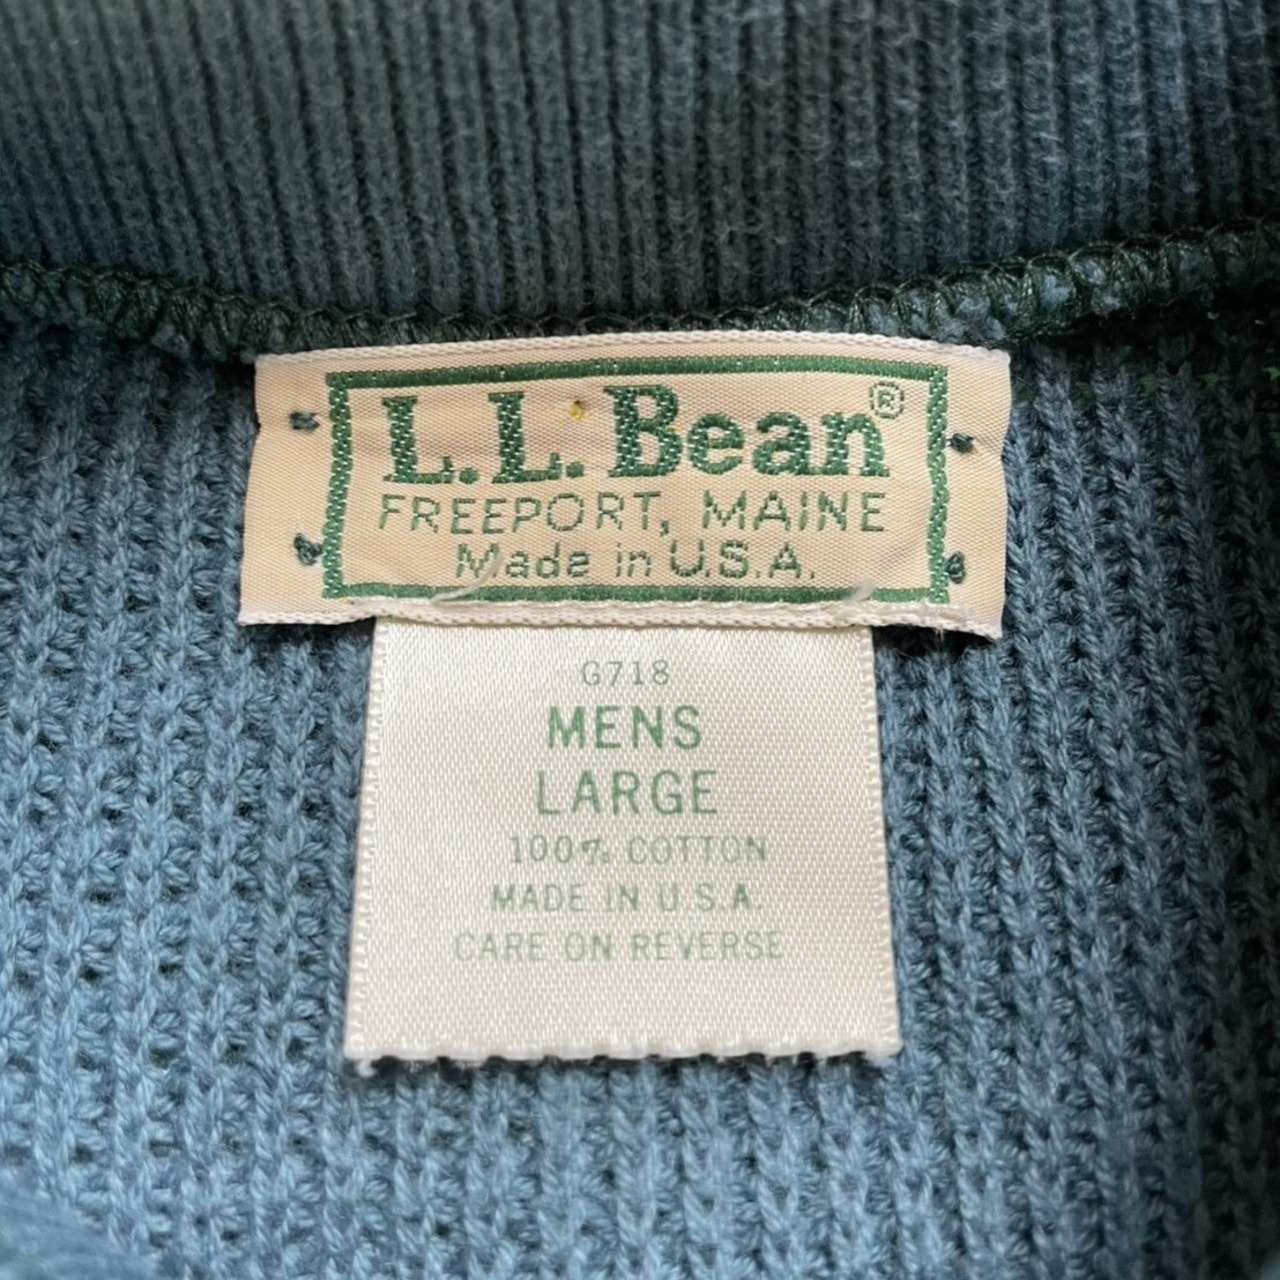 L.L.Bean®
FREEPORT, MAINE
Made in U.S.A.
G718
MENS
LARGE
100% COTTON
MADE IN U.S.A.
CARE ON REVERSE